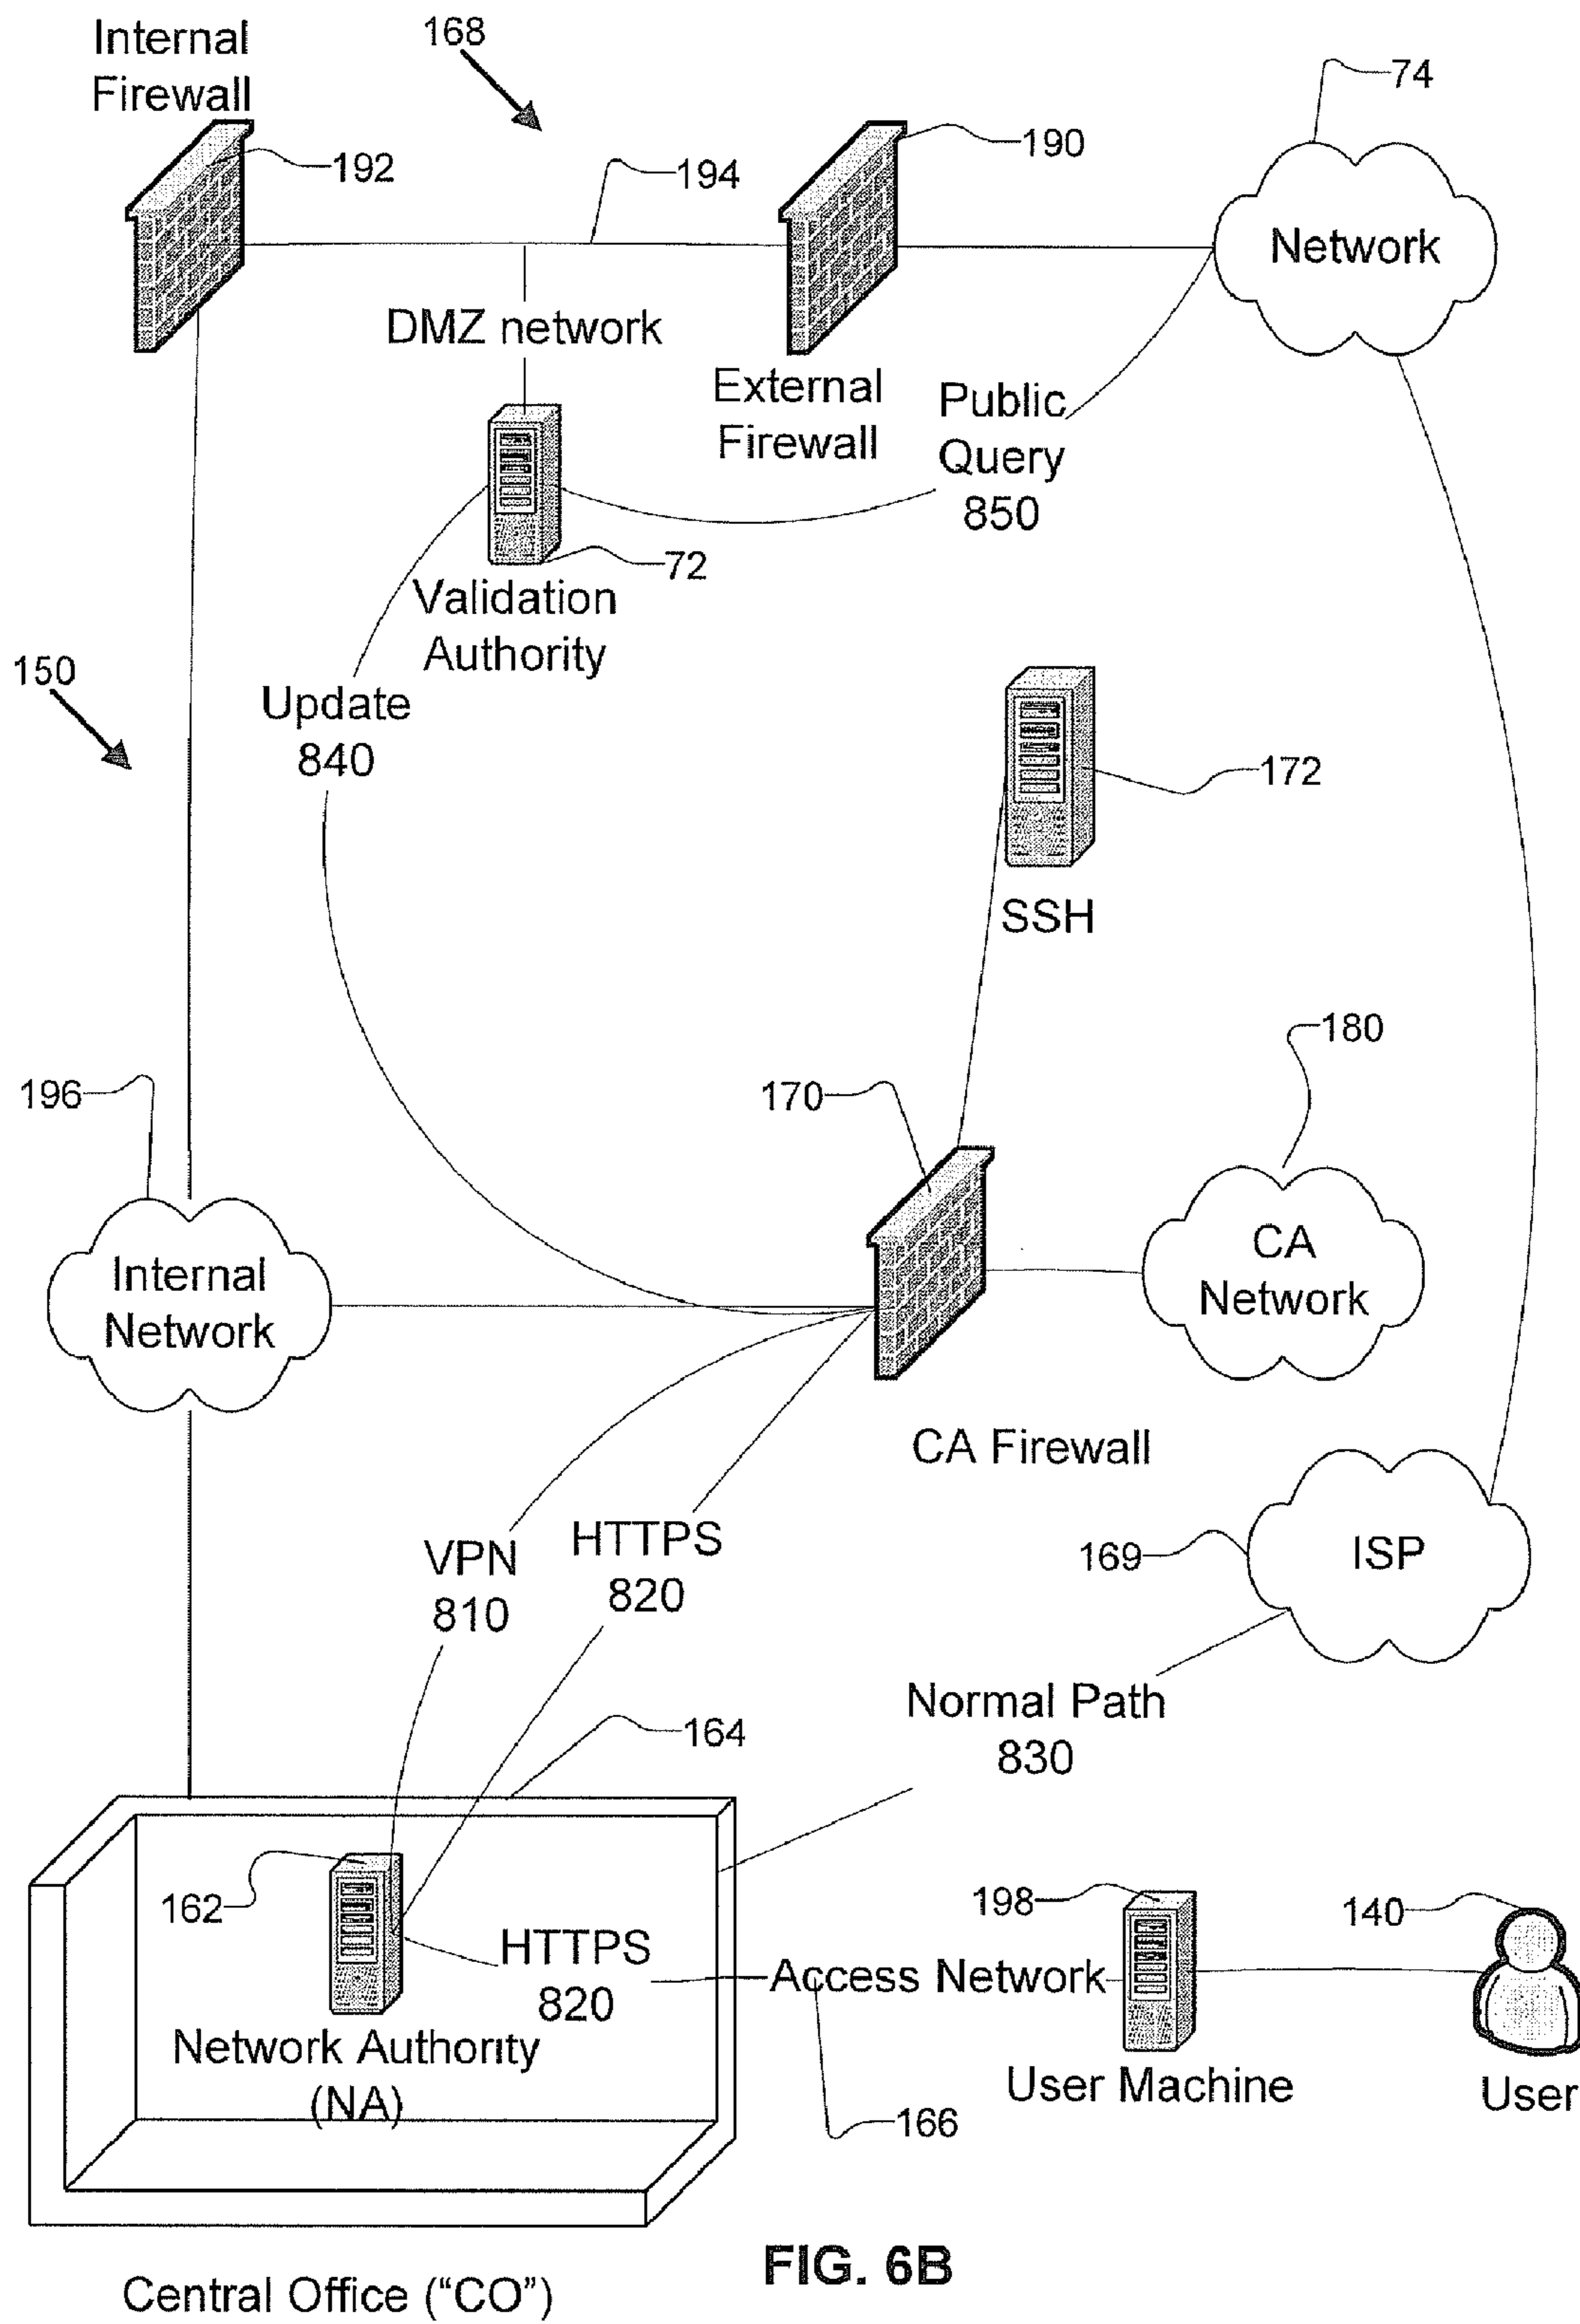 Internal
Firewall
168
74
192
194
190
Network
DMZ network
External
Firewall
Public
Query
850
72
Validation
Authority
150
Update
840
172
SSH
180
196
170
CA
Network
Internal
Network
CA Firewall
VPN
810
HTTPS
820
169
ISP
Normal Path
830
164
162
HTTPS
820
Network Authority
(NA)
198
140
Access Network
User Machine
User
166
FIG. 6B
Central Office (“CO”)